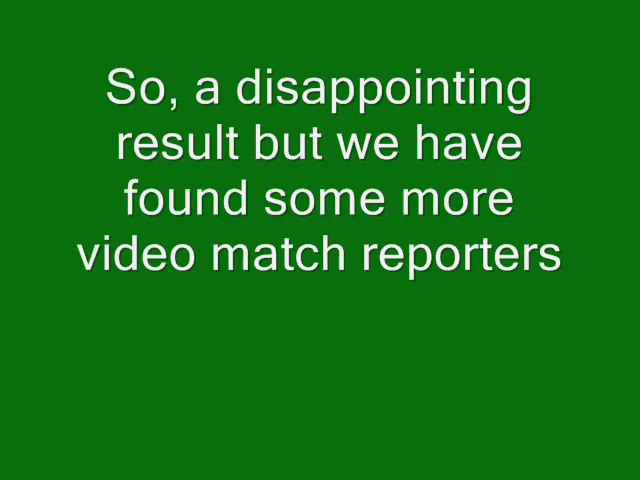 So, a disappointing
result but we have
found some more
video match reporters